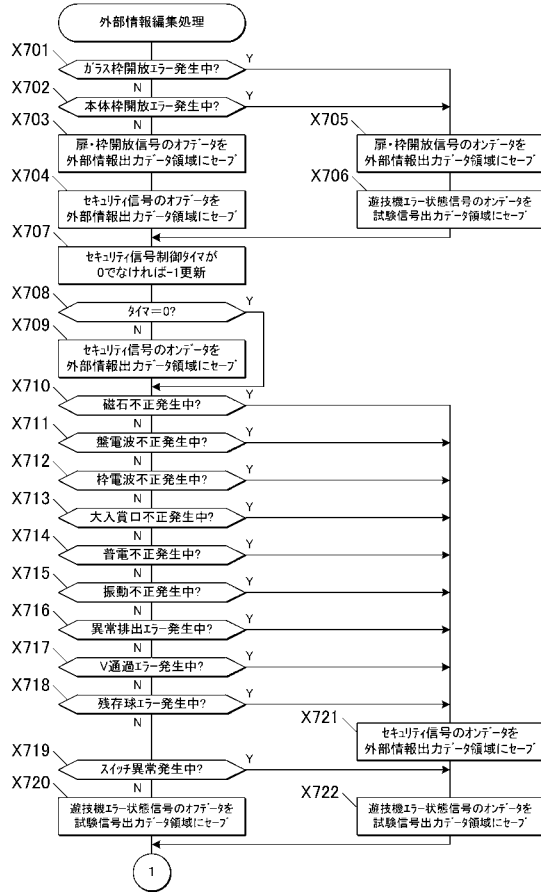 外部情報編集処理
X701
ガラス枠開放エラー発生中?
Y
N
X702
本体枠開放エラー発生中?
Y
N
X703
扉・枠開放信号のオフデータを
外部情報出力データ領域にセーブ
X705
扉・枠開放信号のオンデータを
外部情報出力データ領域にセーブ
X704
セキュリティ信号のオフデータを
外部情報出力データ領域にセーブ
X706
遊技機エラー状態信号のオンデータを
試験信号出力データ領域にセーブ
X707
セキュリティ信号制御タイマが
0でなければ-1更新
X708
タイマ=0?
Y
N
X709
セキュリティ信号のオンデータを
外部情報出力データ領域にセーブ
X710
磁石不正発生中?
Y
N
X711
盤電波不正発生中?
Y
N
X712
枠電波不正発生中?
Y
N
X713
大入賞口不正発生中?
Y
N
X714
普電不正発生中?
Y
N
X715
振動不正発生中?
Y
N
X716
異常排出エラー発生中?
Y
N
X717
V通過エラー発生中?
Y
N
X718
残存球エラー発生中?
Y
N
X721
セキュリティ信号のオンデータを
外部情報出力データ領域にセーブ
X719
スイッチ異常発生中?
Y
N
X720
遊技機エラー状態信号のオフデータを
試験信号出力データ領域にセーブ
X722
遊技機エラー状態信号のオンデータを
試験信号出力データ領域にセーブ
1